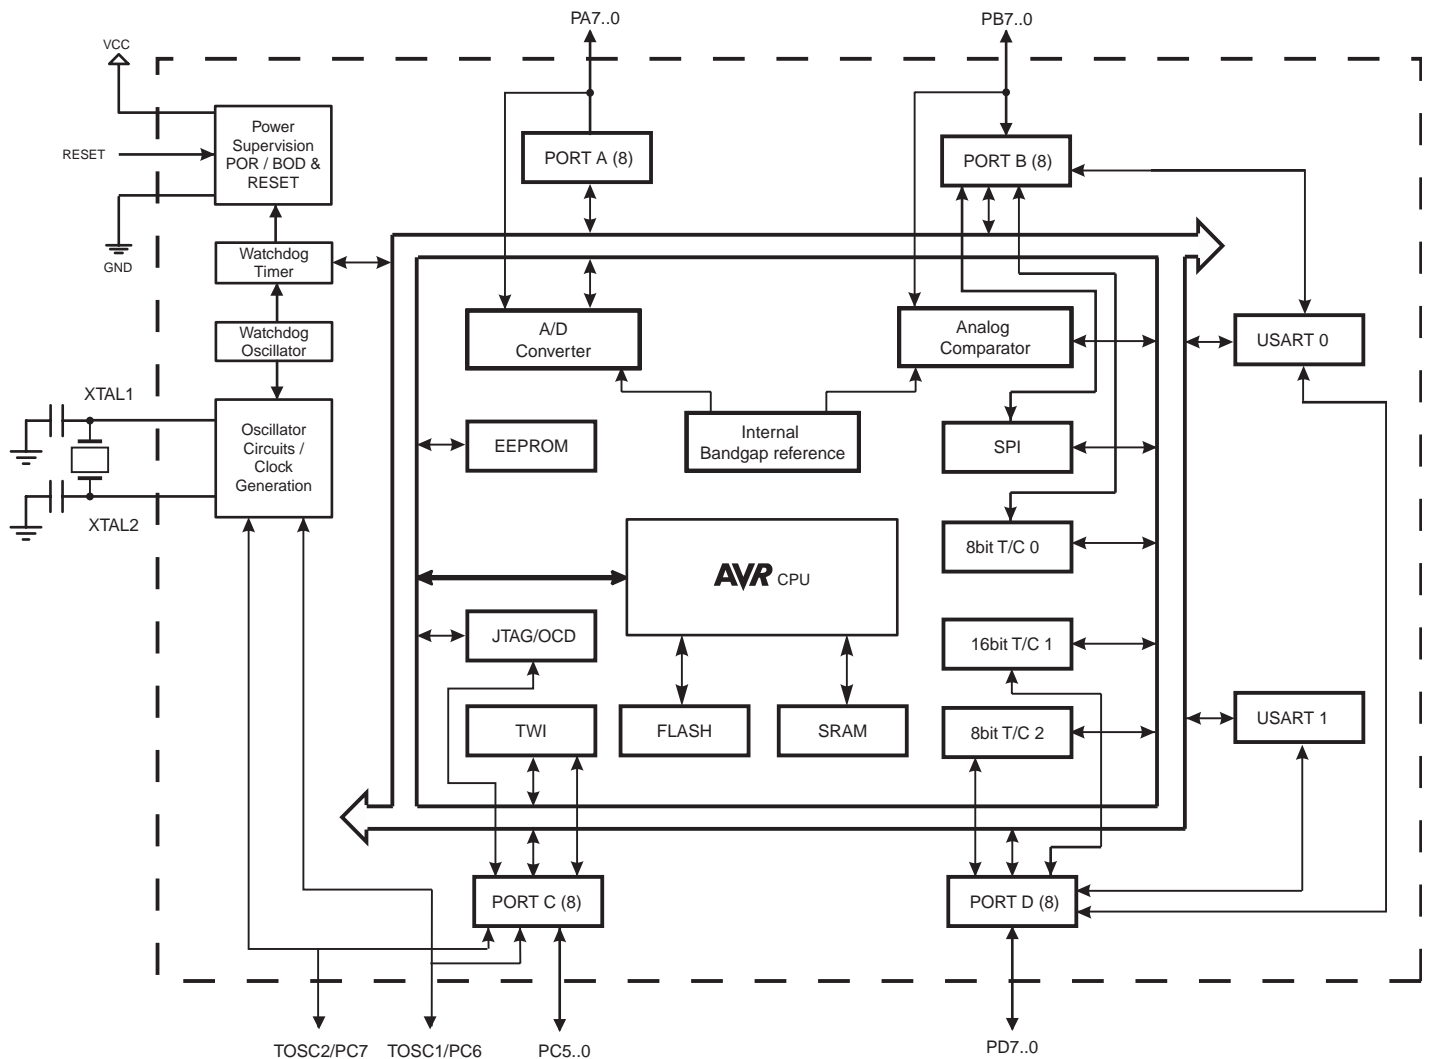 PA7..0
PB7..0
VCC
Power
Supervision
POR / BOD &
RESET
RESET
GND
PORT A (8)
PORT B (8)
Watchdog
Timer
Watchdog
Oscillator
A/D
Converter
Analog
Comparator
USART 0
XTAL1
Oscillator
Circuits /
Clock
Generation
XTAL2
EEPROM
Internal
Bandgap reference
SPI
8bit T/C 0
AVR CPU
JTAG/OCD
16bit T/C 1
TWI
FLASH
SRAM
8bit T/C 2
USART 1
PORT C (8)
PORT D (8)
TOSC2/PC7
TOSC1/PC6
PC5..0
PD7..0